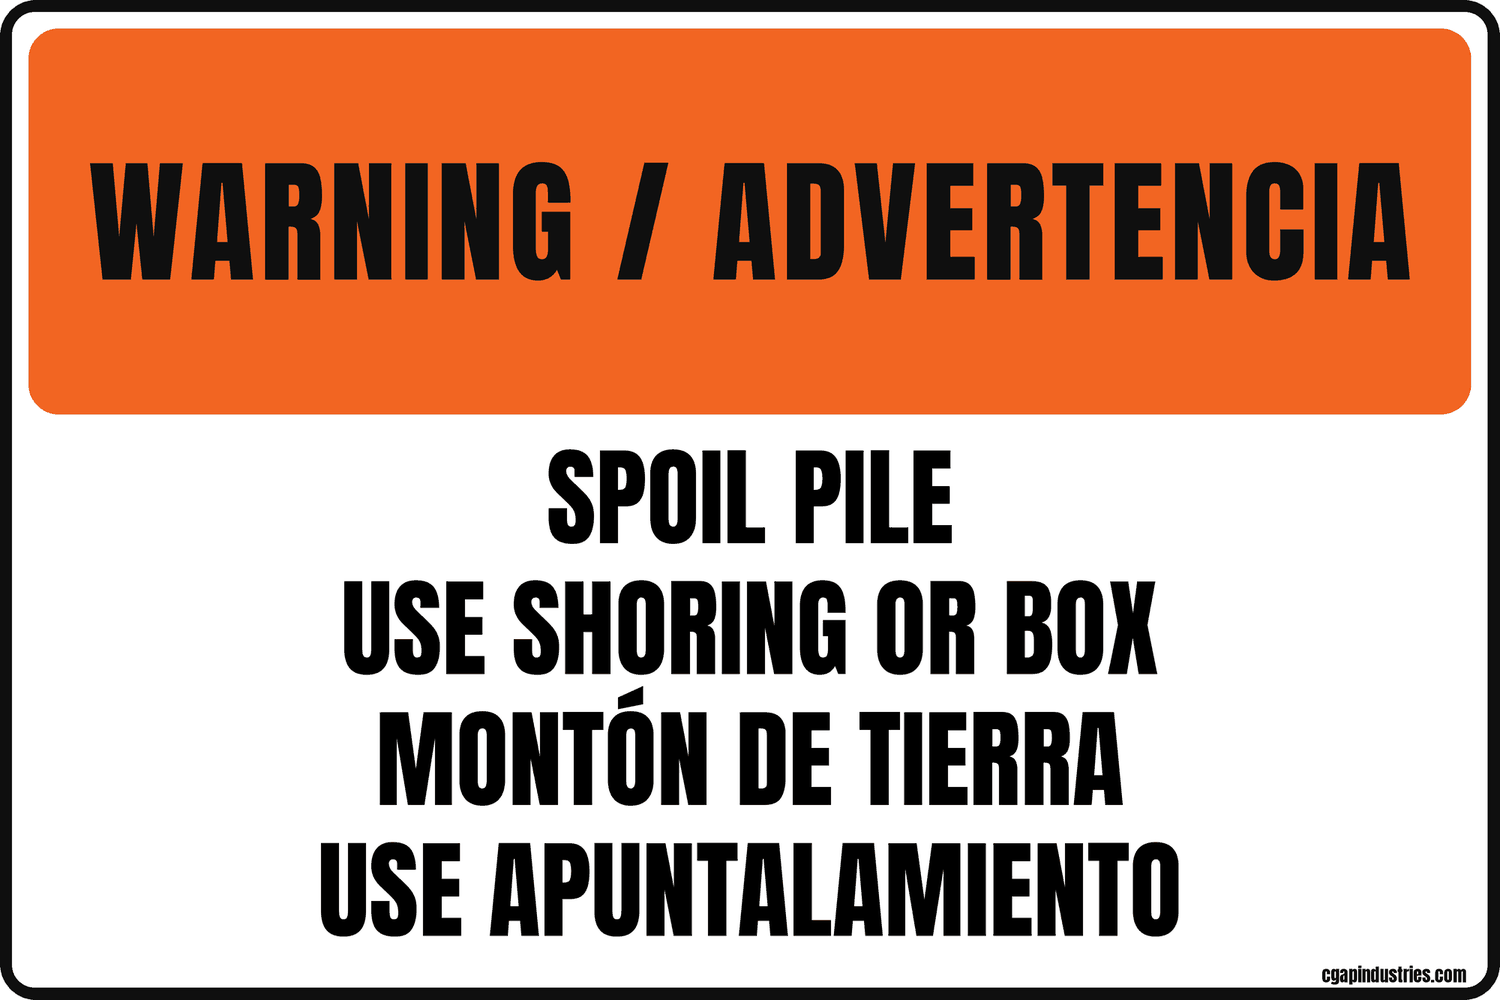 WARNING / ADVERTENCIA
SPOIL PILE
USE SHORING OR BOX
MONTÓN DE TIERRA
USE APUNTALAMIENTO
cgapindustries.com